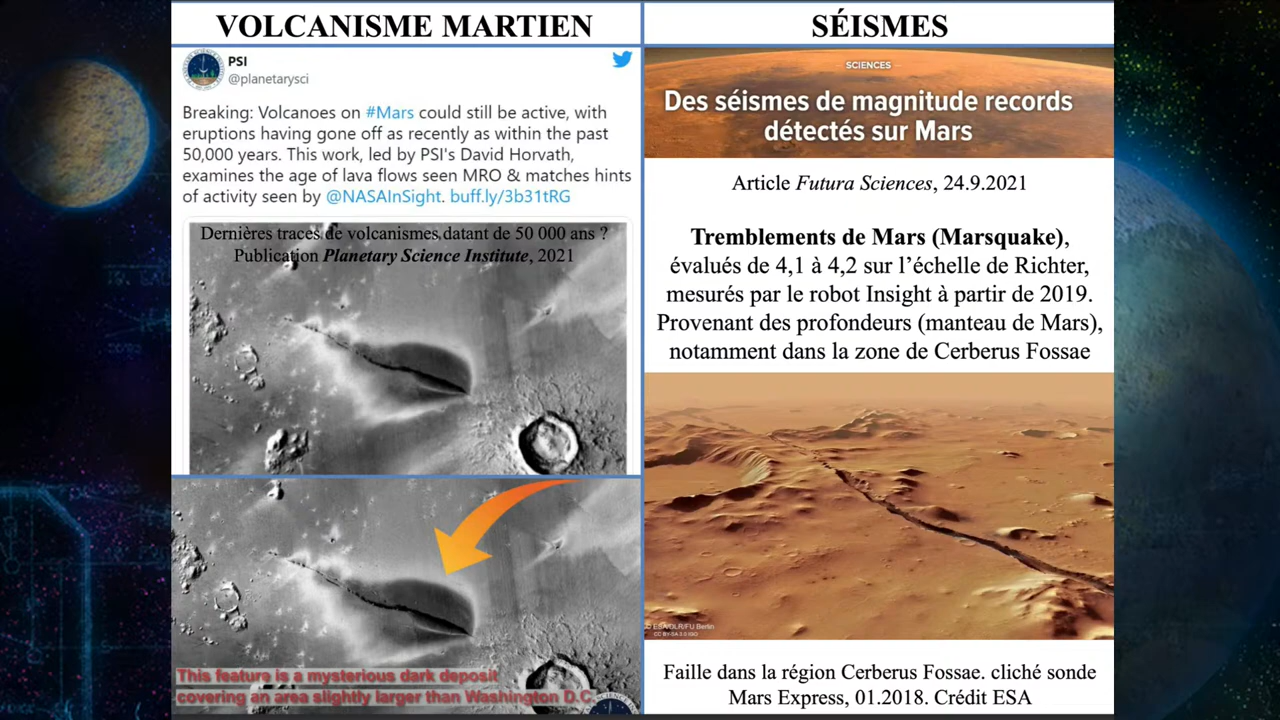 VOLCANISME MARTIEN
PSI
@planetarysci
Breaking: Volcanoes on #Mars could still be active, with
eruptions having gone off as recently as within the past
50,000 years. This work, led by PSI's David Horvath,
examines the age of lava flows seen MRO & matches hints
of activity seen by @NASAInSight. buff.ly/3b31tRG
Dernières traces de volcanismes datant de 50 000 ans ?
Publication Planetary Science Institute, 2021
This feature is a mysterious dark deposit
covering an area slightly larger than Washington D.C.
SÉISMES
SCIENCES
Des séismes de magnitude records
détectés sur Mars
Article Futura Sciences, 24.9.2021
Tremblements de Mars (Marsquake),
évalués de 4,1 à 4,2 sur l'échelle de Richter,
mesurés par le robot Insight à partir de 2019.
Provenant des profondeurs (manteau de Mars),
notamment dans la zone de Cerberus Fossae
© ESA/DLR/FU Berlin
CC BY-SA 3.0 IGO
Faille dans la région Cerberus Fossae. cliché sonde
Mars Express, 01.2018. Crédit ESA